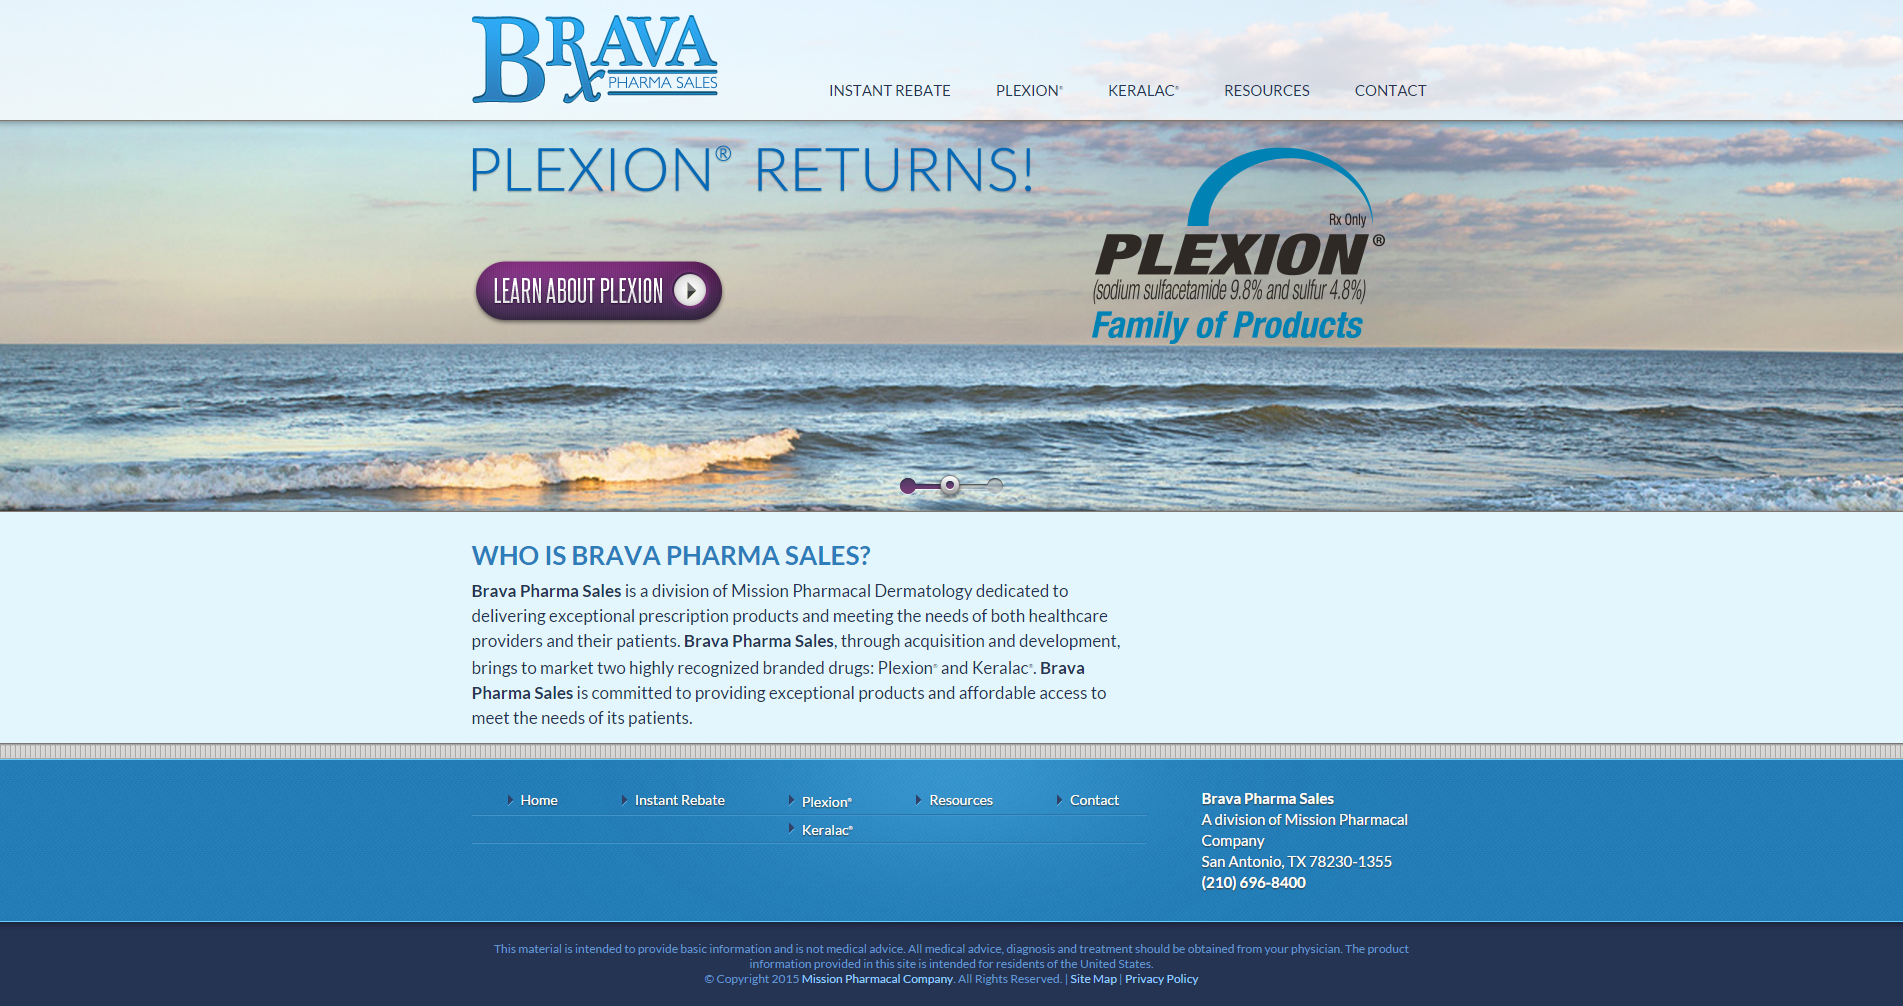 BRAVA
PHARMA SALES
INSTANT REBATE PLEXION® KERALAC® RESOURCES CONTACT
PLEXION® RETURNS!
LEARN ABOUT PLEXION
Rx Only
PLEXION®
(sodium sulfacetamide 9.8% and sulfur 4.8%)
Family of Products
WHO IS BRAVA PHARMA SALES?
Brava Pharma Sales is a division of Mission Pharmacal Dermatology dedicated to
delivering exceptional prescription products and meeting the needs of both healthcare
providers and their patients. Brava Pharma Sales, through acquisition and development,
brings to market two highly recognized branded drugs: Plexion® and Keralac®. Brava
Pharma Sales is committed to providing exceptional products and affordable access to
meet the needs of its patients.
Home Instant Rebate Plexion® Resources Contact
Keralac®
Brava Pharma Sales
A division of Mission Pharmacal
Company
San Antonio, TX 78230-1355
(210) 696-8400
This material is intended to provide basic information and is not medical advice. All medical advice, diagnosis and treatment should be obtained from your physician. The product
information provided in this site is intended for residents of the United States.
© Copyright 2015 Mission Pharmacal Company. All Rights Reserved. | Site Map | Privacy Policy